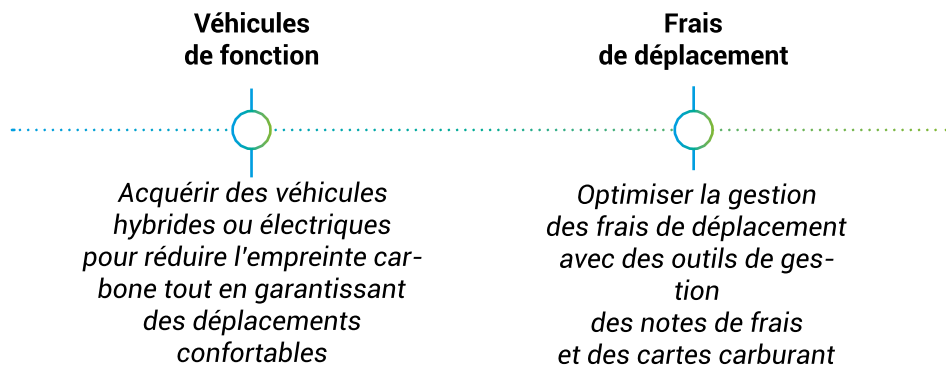 Véhicules
de fonction
Acquérir des véhicules
hybrides ou électriques
pour réduire l'empreinte car-
bone tout en garantissant
des déplacements
confortables
Frais
de déplacement
Optimiser la gestion
des frais de déplacement
avec des outils de ges-
tion
des notes de frais
et des cartes carburant